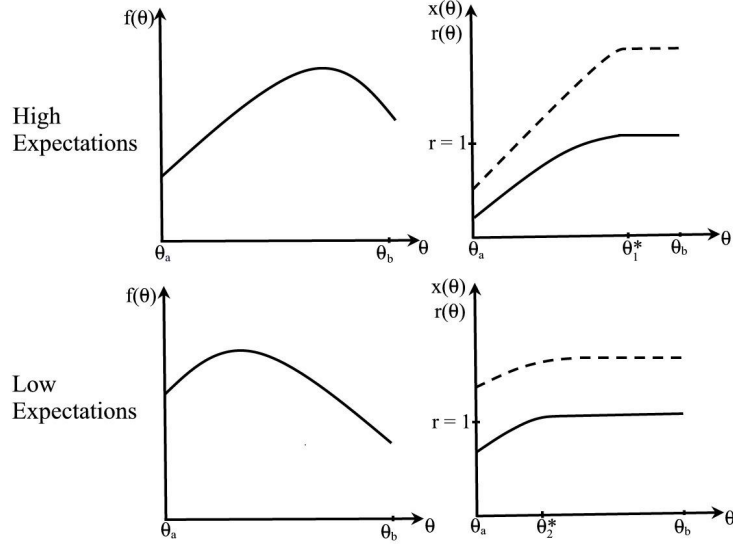 f(θ)
High
Expectations
θa
θb
θ
x(θ)
r(θ)
r = 1
θa
θ1*
θb
θ
f(θ)
Low
Expectations
θa
θb
θ
x(θ)
r(θ)
r = 1
θa
θ2*
θb
θ